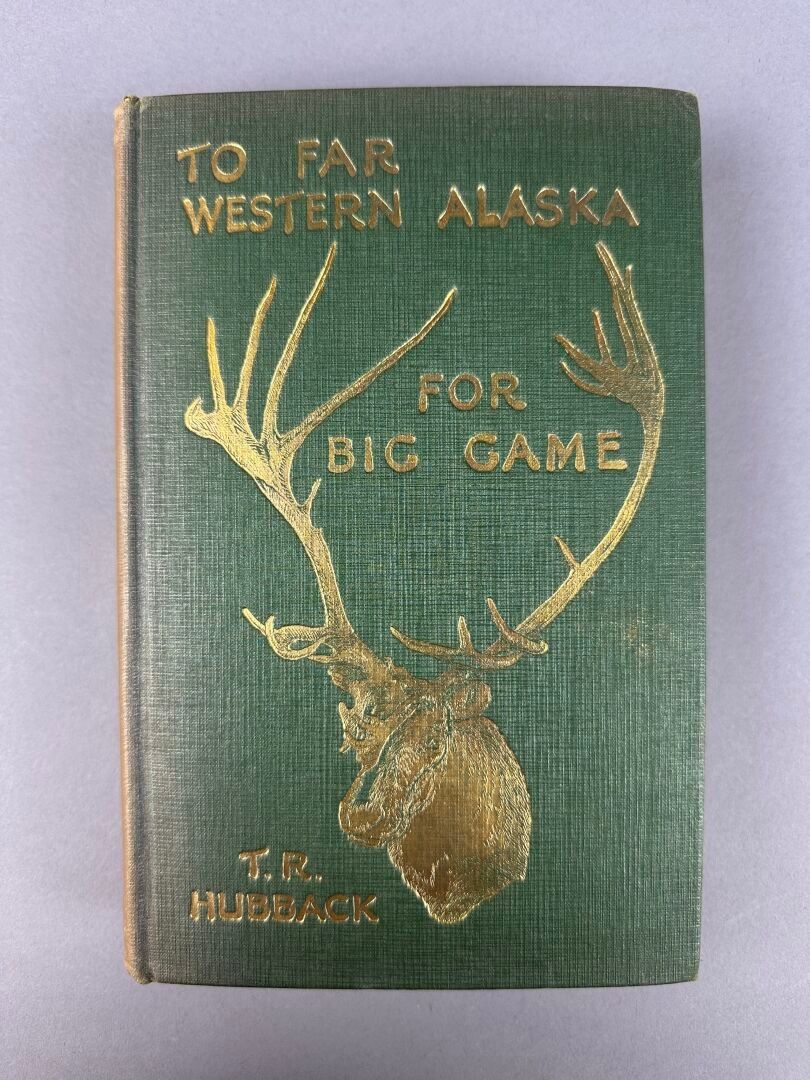 TO FAR
WESTERN ALASKA
FOR
BIG GAME
T. R.
HUBBACK